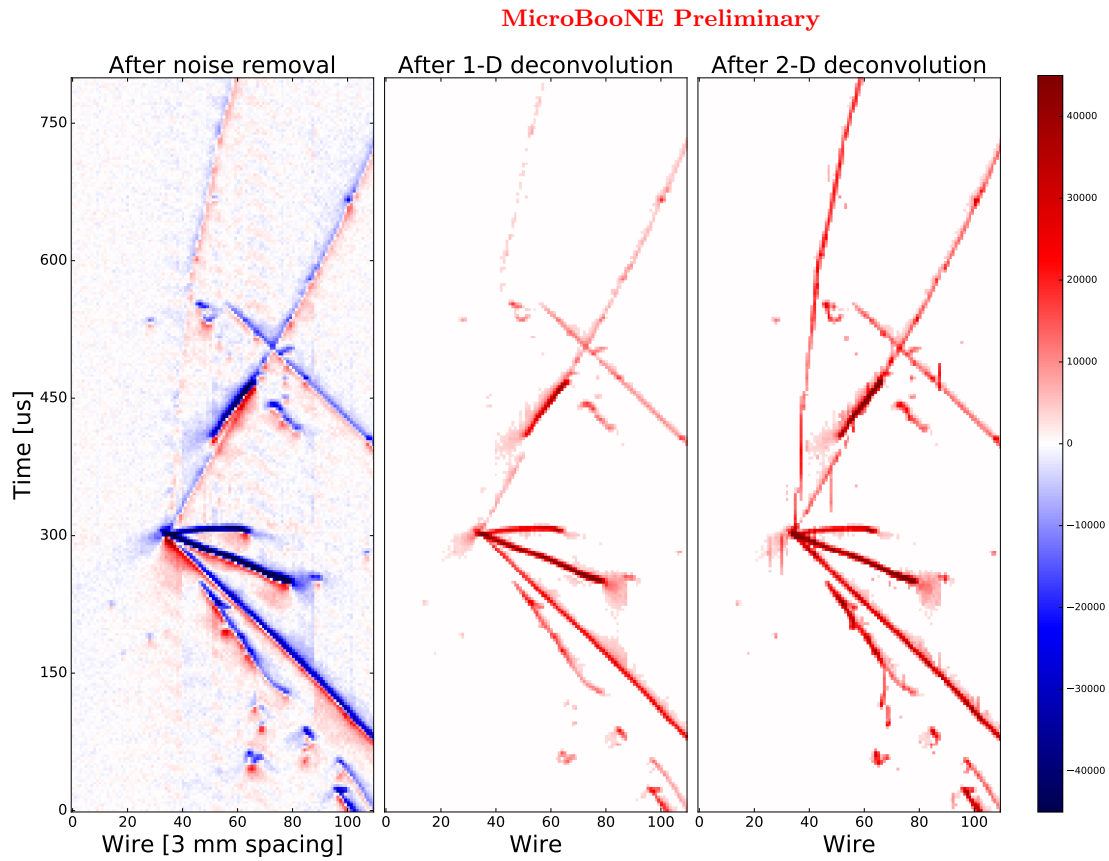 MicroBooNE Preliminary
After noise removal
After 1-D deconvolution
After 2-D deconvolution
Time [us]
750
600
450
300
150
0
0 20 40 60 80 100
0 20 40 60 80 100
0 20 40 60 80 100
Wire [3 mm spacing]
Wire
Wire
40000
30000
20000
10000
0
−10000
−20000
−30000
−40000